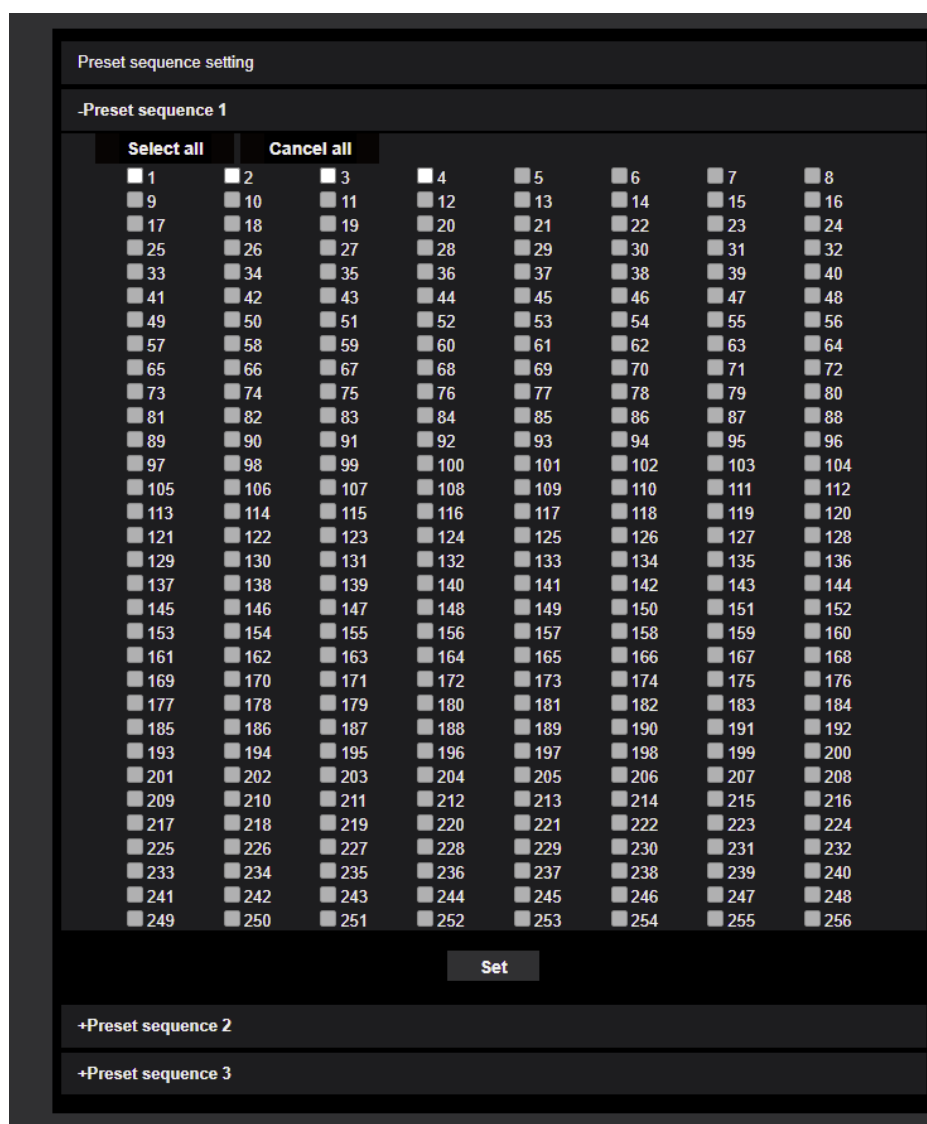 Preset sequence setting
-Preset sequence 1
Select all Cancel all
1 2 3 4 5 6 7 8
9 10 11 12 13 14 15 16
17 18 19 20 21 22 23 24
25 26 27 28 29 30 31 32
33 34 35 36 37 38 39 40
41 42 43 44 45 46 47 48
49 50 51 52 53 54 55 56
57 58 59 60 61 62 63 64
65 66 67 68 69 70 71 72
73 74 75 76 77 78 79 80
81 82 83 84 85 86 87 88
89 90 91 92 93 94 95 96
97 98 99 100 101 102 103 104
105 106 107 108 109 110 111 112
113 114 115 116 117 118 119 120
121 122 123 124 125 126 127 128
129 130 131 132 133 134 135 136
137 138 139 140 141 142 143 144
145 146 147 148 149 150 151 152
153 154 155 156 157 158 159 160
161 162 163 164 165 166 167 168
169 170 171 172 173 174 175 176
177 178 179 180 181 182 183 184
185 186 187 188 189 190 191 192
193 194 195 196 197 198 199 200
201 202 203 204 205 206 207 208
209 210 211 212 213 214 215 216
217 218 219 220 221 222 223 224
225 226 227 228 229 230 231 232
233 234 235 236 237 238 239 240
241 242 243 244 245 246 247 248
249 250 251 252 253 254 255 256
Set
+Preset sequence 2
+Preset sequence 3